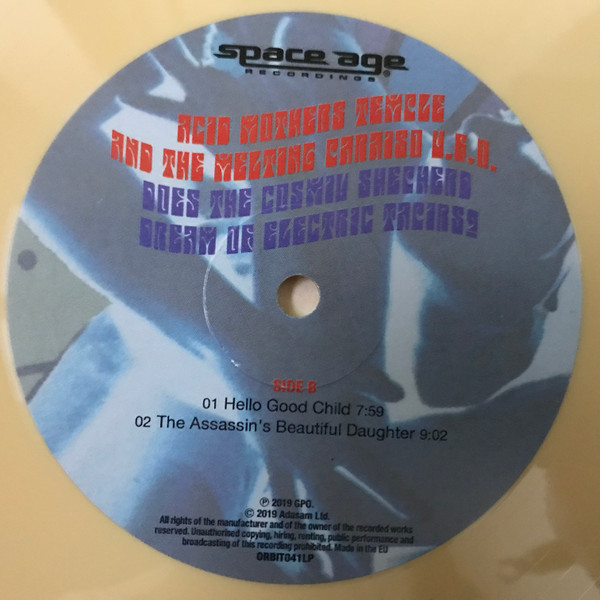 space age®
RECORDINGS
ACID MOTHERS TEMPLE
AND THE MELTING PARAISO U.F.O.
DOES THE COSMIC SHEPHERD
DREAM OF ELECTRIC TAPIRS?
SIDE B
01 Hello Good Child 7:59
02 The Assassin's Beautiful Daughter 9:02
℗ 2019 GPO.
© 2019 Adasam Ltd.
All rights of the manufacturer and of the owner of the recorded works
reserved. Unauthorised copying, hiring, renting, public performance and
broadcasting of this recording prohibited. Made in the EU
ORBIT041LP